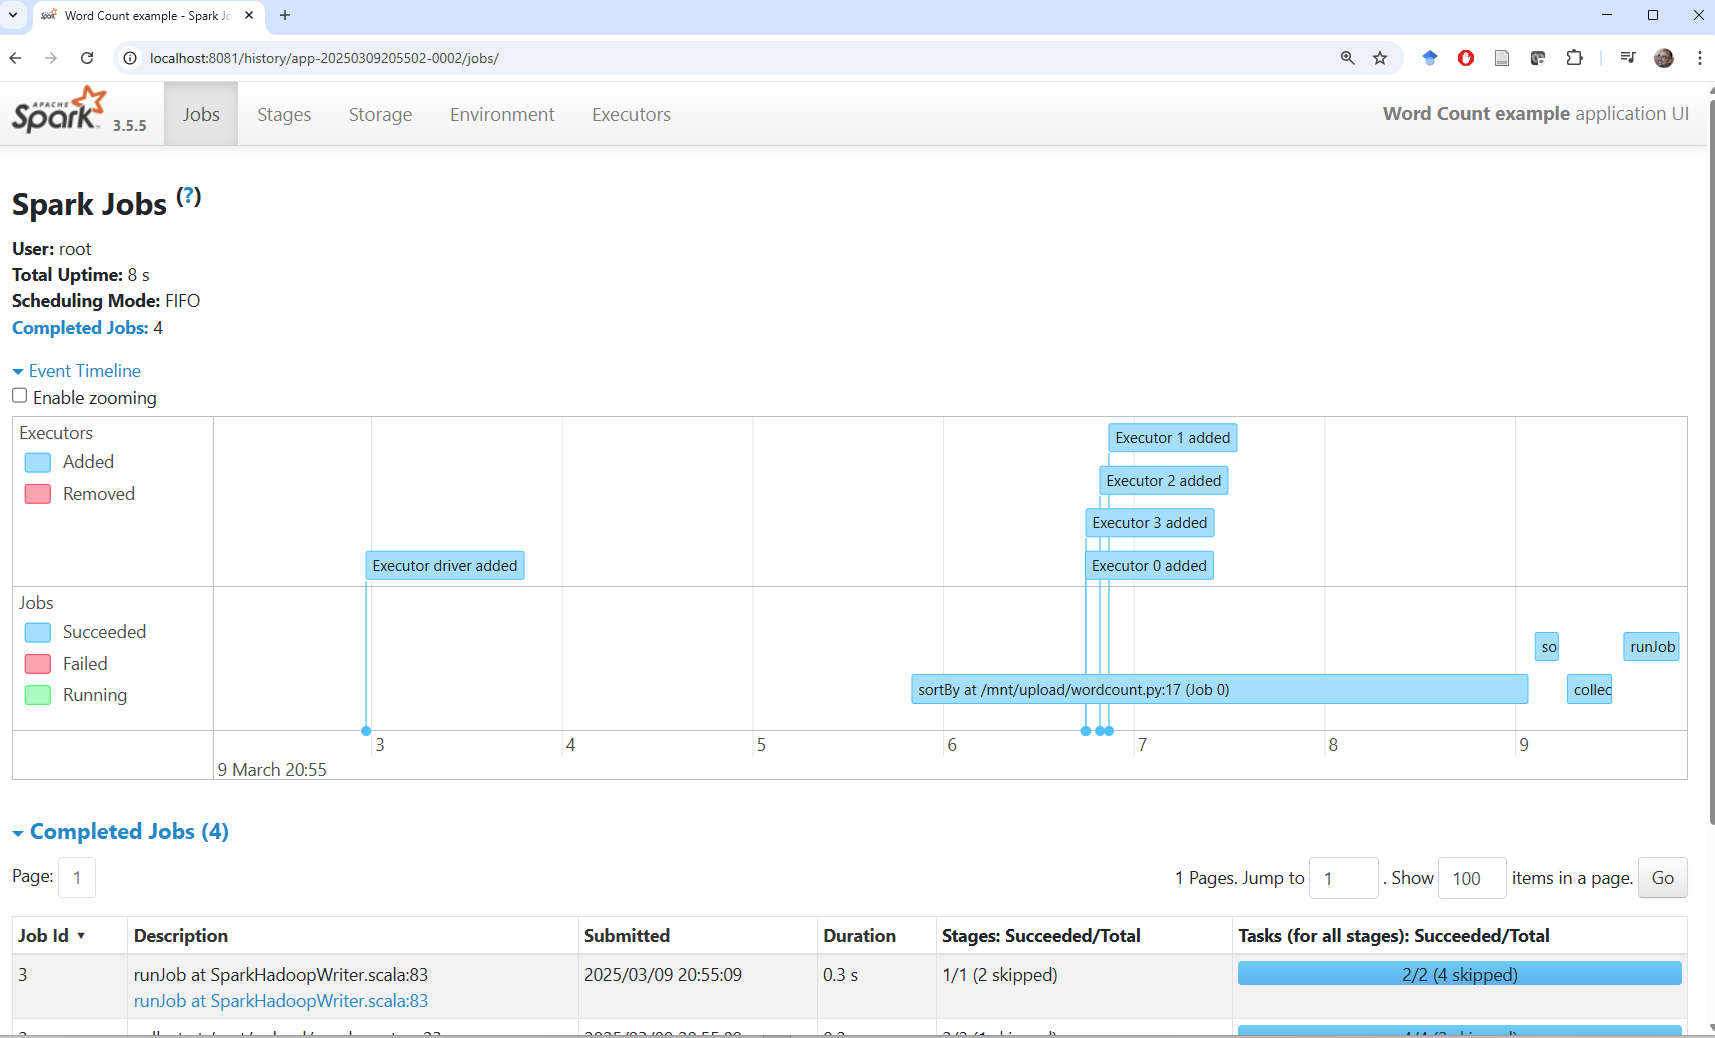 Word Count example - Spark Jo
localhost:8081/history/app-20250309205502-0002/jobs/
APACHE Spark 3.5.5 Jobs Stages Storage Environment Executors Word Count example application UI
Spark Jobs (?)
User: root
Total Uptime: 8 s
Scheduling Mode: FIFO
Completed Jobs: 4
Event Timeline
Enable zooming
Executors
Added
Removed
Executor 1 added
Executor 2 added
Executor 3 added
Executor driver added Executor 0 added
Jobs
Succeeded
Failed
Running
so runJob
sortBy at /mnt/upload/wordcount.py:17 (Job 0) collec
3 4 5 6 7 8 9
9 March 20:55
Completed Jobs (4)
Page: 1 1 Pages. Jump to 1 . Show 100 items in a page. Go
Job Id ▾ Description Submitted Duration Stages: Succeeded/Total Tasks (for all stages): Succeeded/Total
3 runJob at SparkHadoopWriter.scala:83 2025/03/09 20:55:09 0.3 s 1/1 (2 skipped) 2/2 (4 skipped)
runJob at SparkHadoopWriter.scala:83